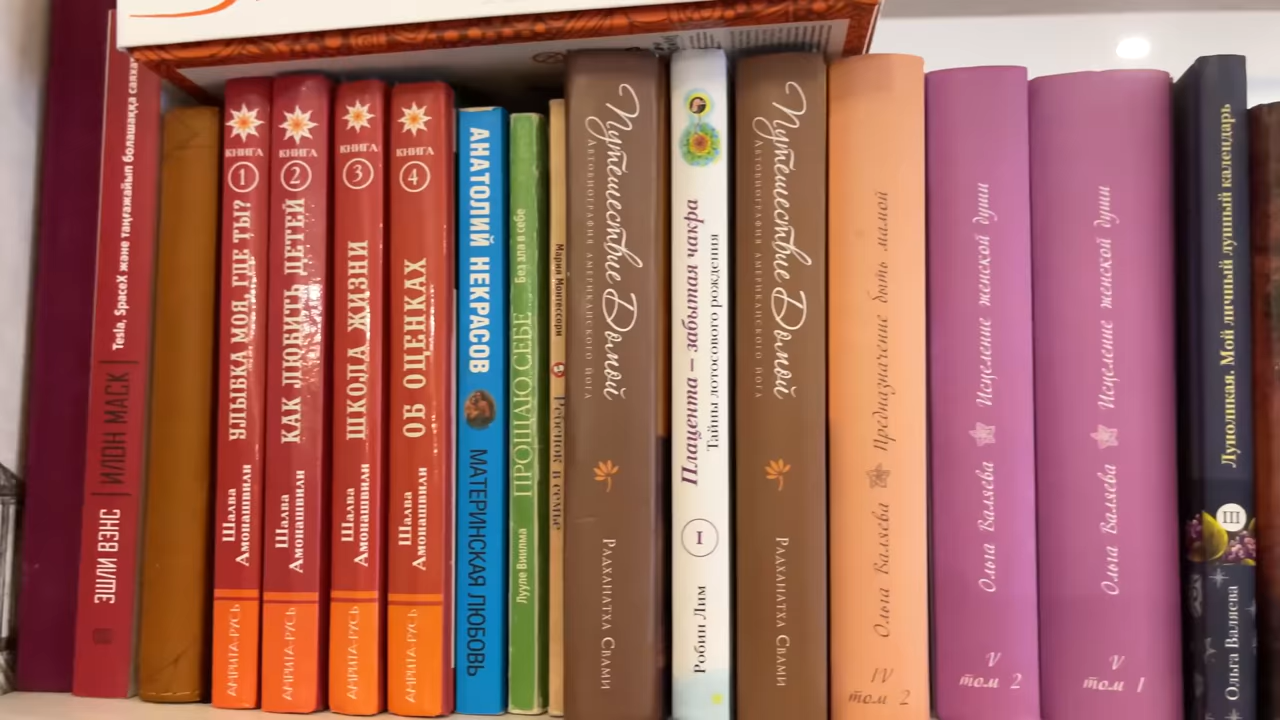 ЭШЛИ ВЭНС | ИЛОН МАСК | Tesla, SpaceX және таңғажайып болашаққа саяхат
КНИГА
1
УЛЫБКА МОЯ, ГДЕ ТЫ?
Шалва
Амонашвили
АМРИТА-РУСЬ
КНИГА
2
КАК ЛЮБИТЬ ДЕТЕЙ
Шалва
Амонашвили
АМРИТА-РУСЬ
КНИГА
3
ШКОЛА ЖИЗНИ
Шалва
Амонашвили
АМРИТА-РУСЬ
КНИГА
4
ОБ ОЦЕНКАХ
Шалва
Амонашвили
АМРИТА-РУСЬ
АНАТОЛИЙ НЕКРАСОВ
МАТЕРИНСКАЯ ЛЮБОВЬ
Лууле Виилма
ПРОЩАЮ СЕБЕ
Без зла в себе
Мария Монтессори
Ребенок в семье
Путешествие Домой
Автобиография американского йога
Радханатха Свами
Плацента – забытая чакра
Тайны лотосового рождения
I
Робин Лим
Путешествие Домой
Автобиография американского йога
Радханатха Свами
Ольга Валяева Предназначение быть мамой
IV
том 2
Ольга Валяева Исцеление женской души
V
том 2
Ольга Валяева Исцеление женской души
V
том 1
Луноликая. Мой личный лунный календарь
III
Ольга Валяева